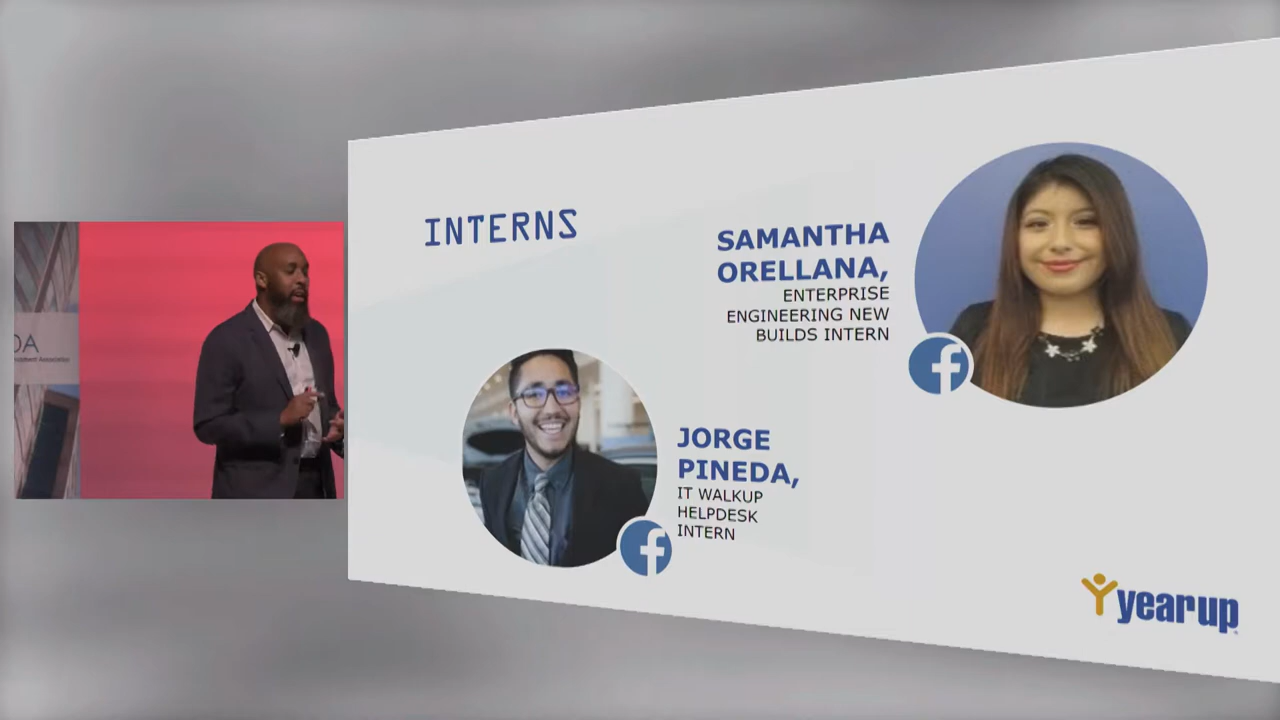 INTERNS
SAMANTHA
ORELLANA,
ENTERPRISE
ENGINEERING NEW
BUILDS INTERN
JORGE
PINEDA,
IT WALKUP
HELPDESK
INTERN
yearup
DA